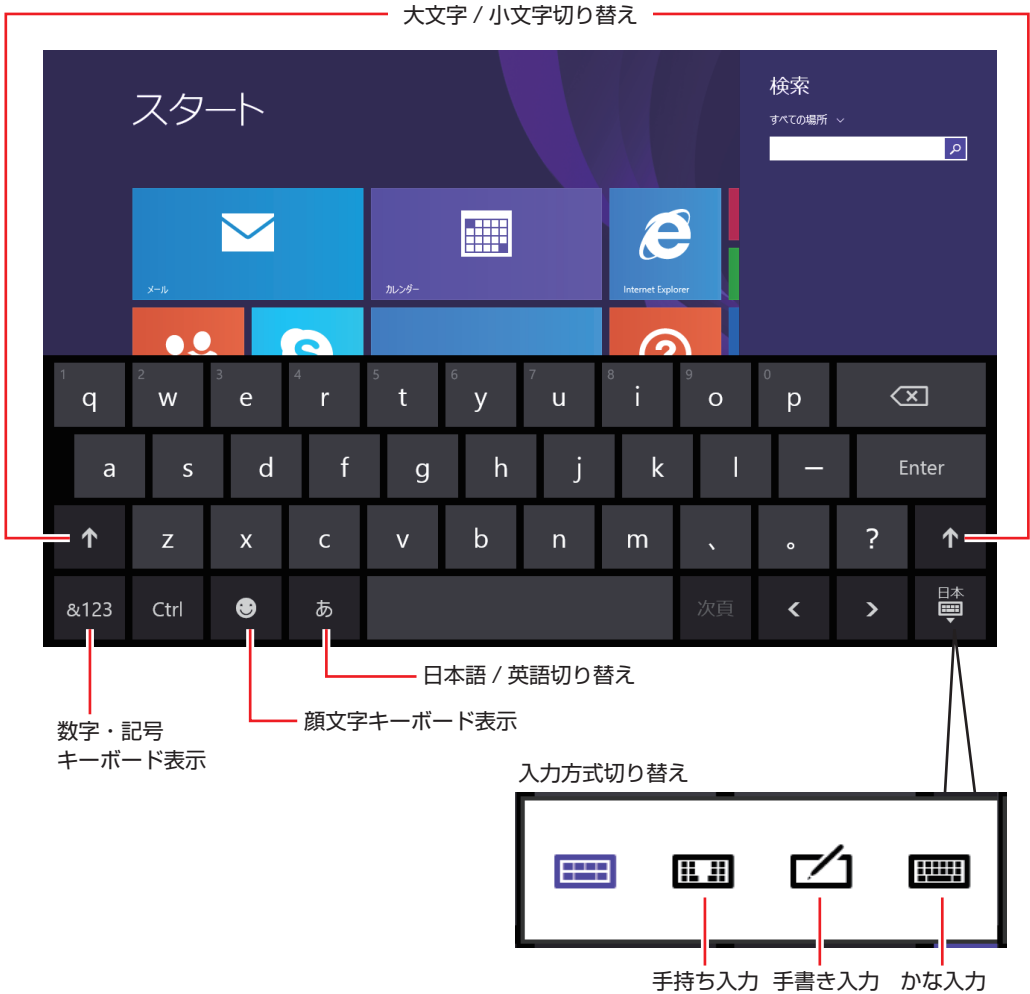 大文字 / 小文字切り替え
スタート
検索
すべての場所
メール
カレンダー
Internet Explorer
1 q 2 w 3 e 4 r 5 t 6 y 7 u 8 i 9 o 0 p
a s d f g h j k l ー Enter
↑ z x c v b n m 、 。 ? ↑
&123 Ctrl あ 次頁 < > 日本
日本語 / 英語切り替え
顔文字キーボード表示
数字・記号
キーボード表示
入力方式切り替え
手持ち入力 手書き入力 かな入力